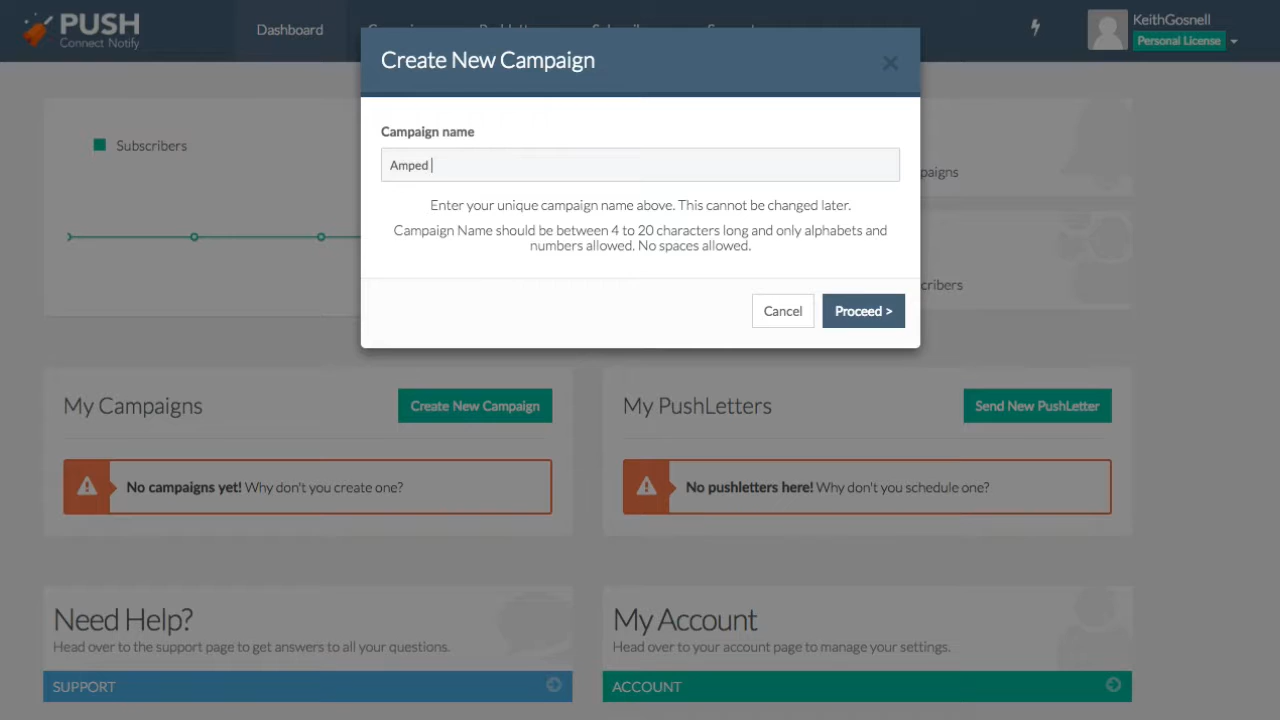 PUSH
Connect Notify
Dashboard
KeithGosnell
Personal License
Create New Campaign
Campaign name
Amped
Enter your unique campaign name above. This cannot be changed later.
Campaign Name should be between 4 to 20 characters long and only alphabets and
numbers allowed. No spaces allowed.
Cancel
Proceed >
Subscribers
My Campaigns
Create New Campaign
No campaigns yet! Why don't you create one?
My PushLetters
Send New PushLetter
No pushletters here! Why don't you schedule one?
Need Help?
Head over to the support page to get answers to all your questions.
SUPPORT
My Account
Head over to your account page to manage your settings.
ACCOUNT